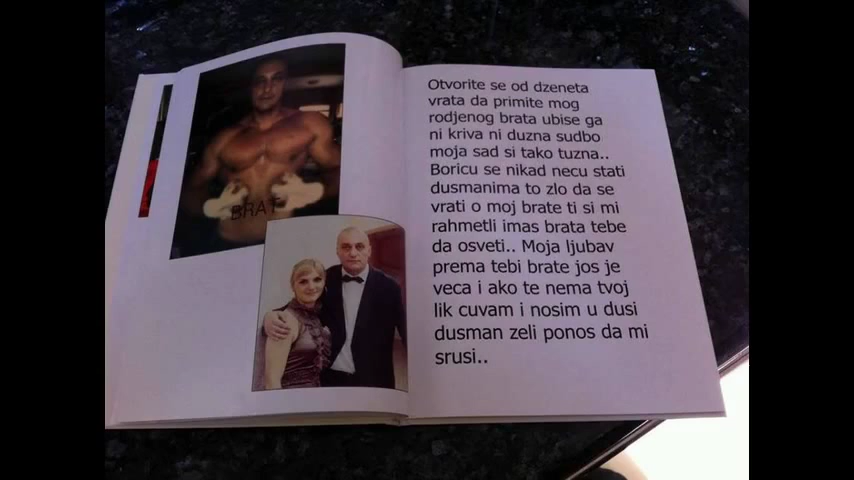 BRAT
Otvorite se od dzeneta
vrata da primite mog
rodjenog brata ubise ga
ni kriva ni duzna sudbo
moja sad si tako tuzna..
Boricu se nikad necu stati
dusmanima to zlo da se
vrati o moj brate ti si mi
rahmetli imas brata tebe
da osveti.. Moja ljubav
prema tebi brate jos je
veca i ako te nema tvoj
lik cuvam i nosim u dusi
dusman zeli ponos da mi
srusi..